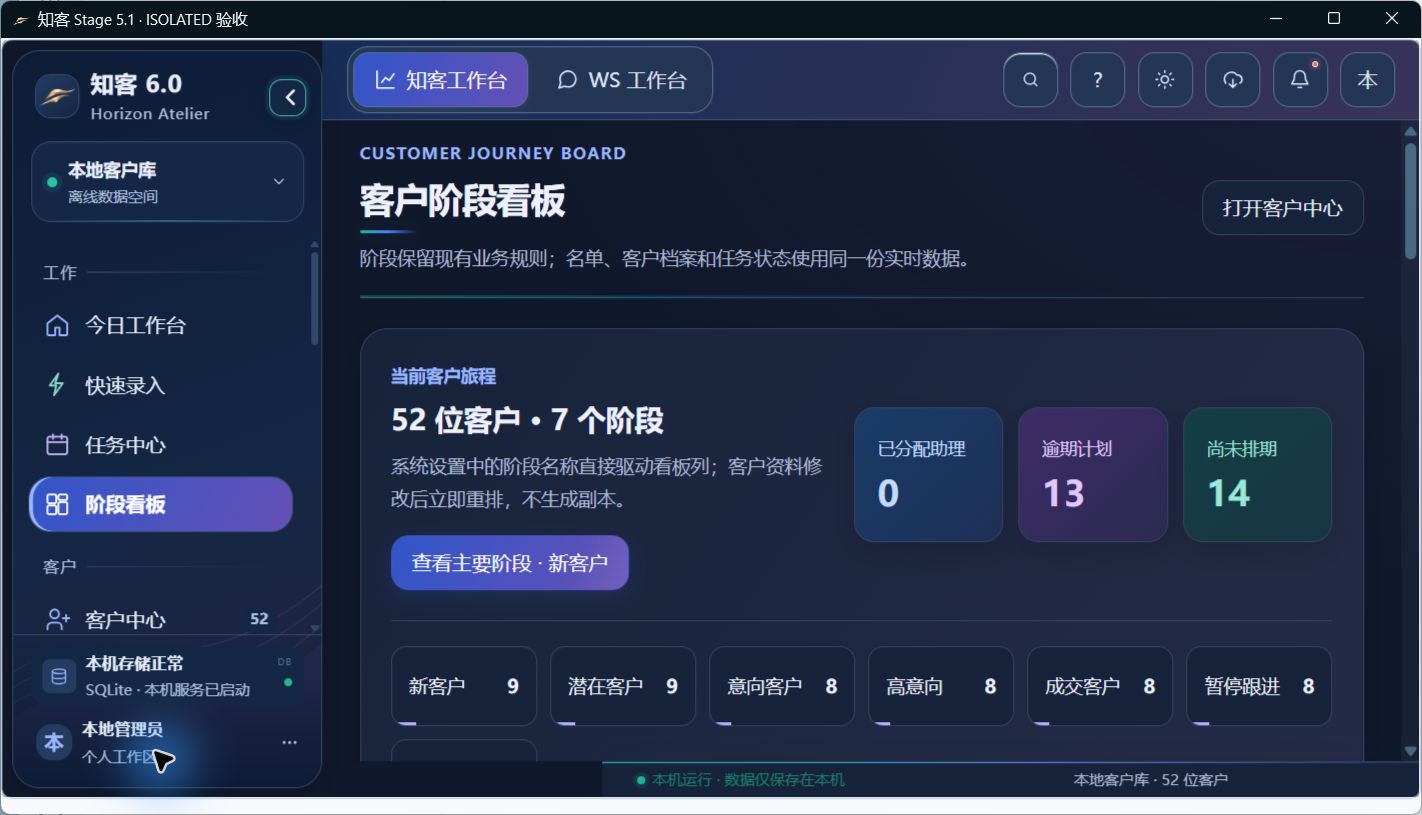 知客 Stage 5.1 · ISOLATED 验收
知客 6.0
Horizon Atelier
本地客户库
离线数据空间
工作
今日工作台
快速录入
任务中心
阶段看板
客户
客户中心 52
本机存储正常 DB
SQLite · 本机服务已启动
本 本地管理员
个人工作区
知客工作台 WS 工作台
? 本
CUSTOMER JOURNEY BOARD
客户阶段看板
打开客户中心
阶段保留现有业务规则；名单、客户档案和任务状态使用同一份实时数据。
当前客户旅程
52 位客户 • 7 个阶段
系统设置中的阶段名称直接驱动看板列；客户资料修
改后立即重排，不生成副本。
查看主要阶段 · 新客户
已分配助理
0
逾期计划
13
尚未排期
14
新客户 9
潜在客户 9
意向客户 8
高意向 8
成交客户 8
暂停跟进 8
本机运行 · 数据仅保存在本机
本地客户库 · 52 位客户